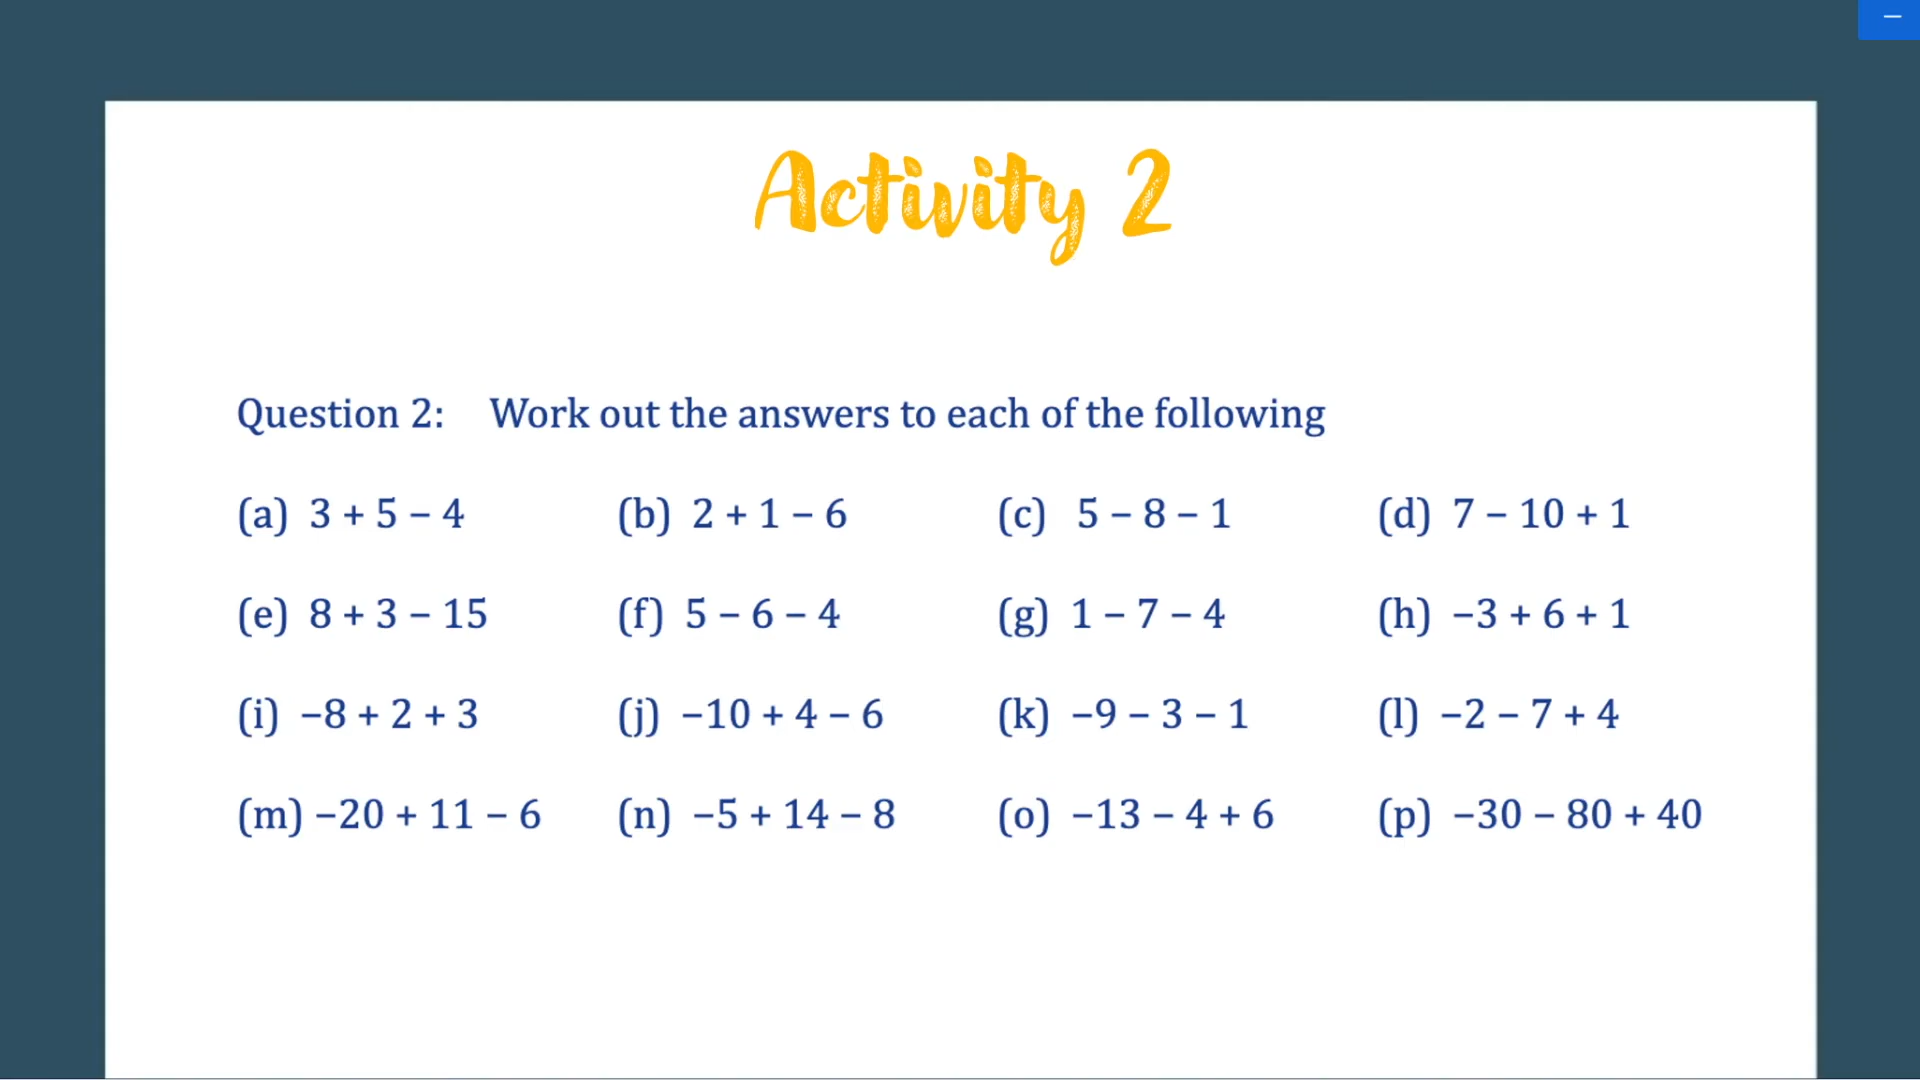 Activity 2
Question 2: Work out the answers to each of the following
(a) 3 + 5 – 4 (b) 2 + 1 – 6 (c) 5 – 8 – 1 (d) 7 – 10 + 1
(e) 8 + 3 – 15 (f) 5 – 6 – 4 (g) 1 – 7 – 4 (h) –3 + 6 + 1
(i) –8 + 2 + 3 (j) –10 + 4 – 6 (k) –9 – 3 – 1 (l) –2 – 7 + 4
(m) –20 + 11 – 6 (n) –5 + 14 – 8 (o) –13 – 4 + 6 (p) –30 – 80 + 40